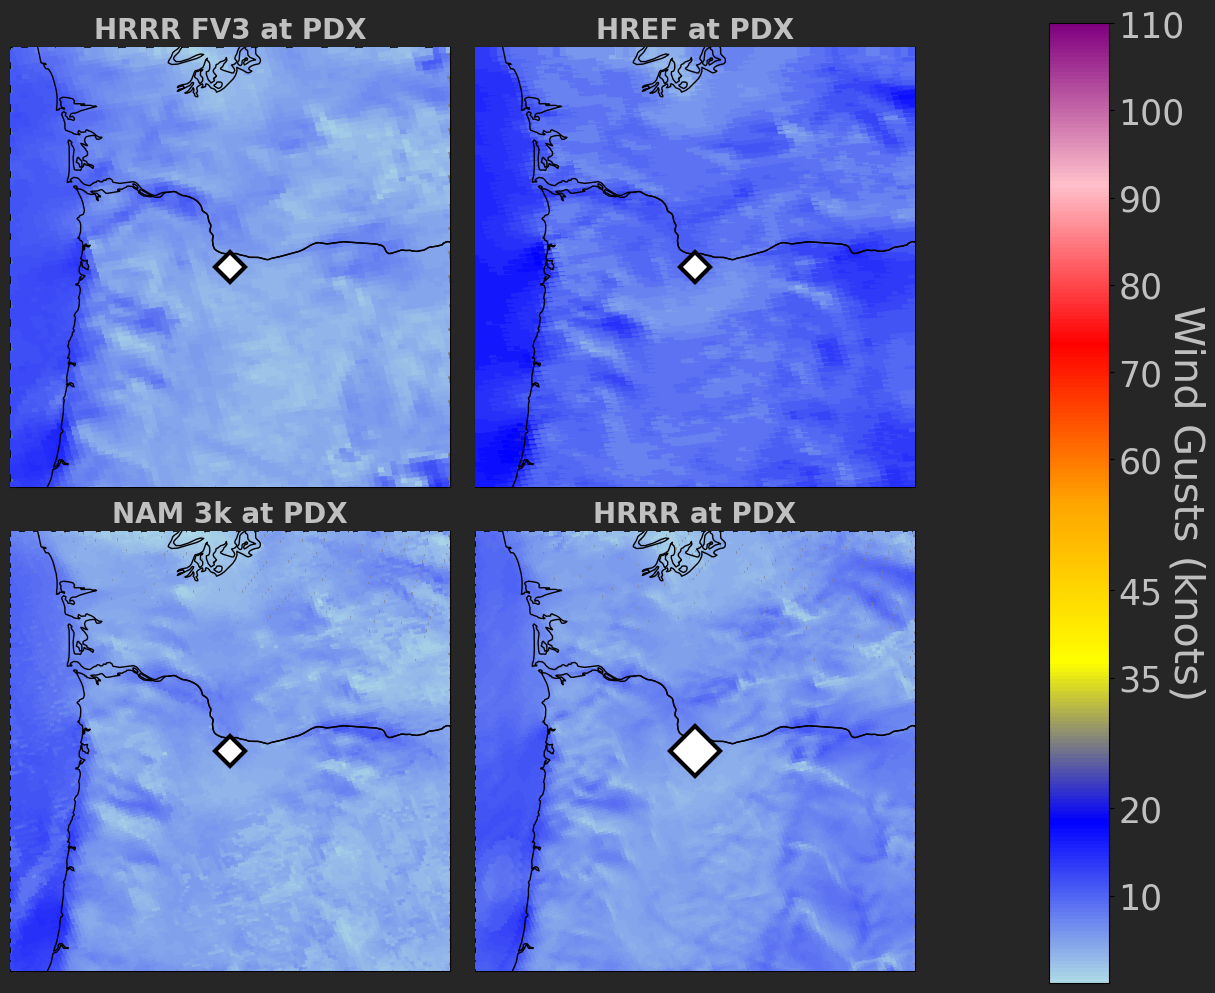 HRRR FV3 at PDX
HREF at PDX
NAM 3k at PDX
HRRR at PDX
110
100
90
80
70
60
45
35
20
10
Wind Gusts (knots)